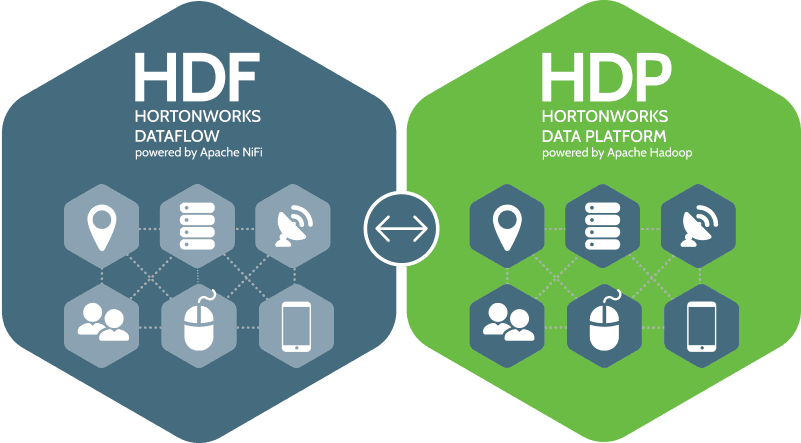 HDF
HORTONWORKS
DATAFLOW
powered by Apache NiFi
HDP
HORTONWORKS
DATA PLATFORM
powered by Apache Hadoop